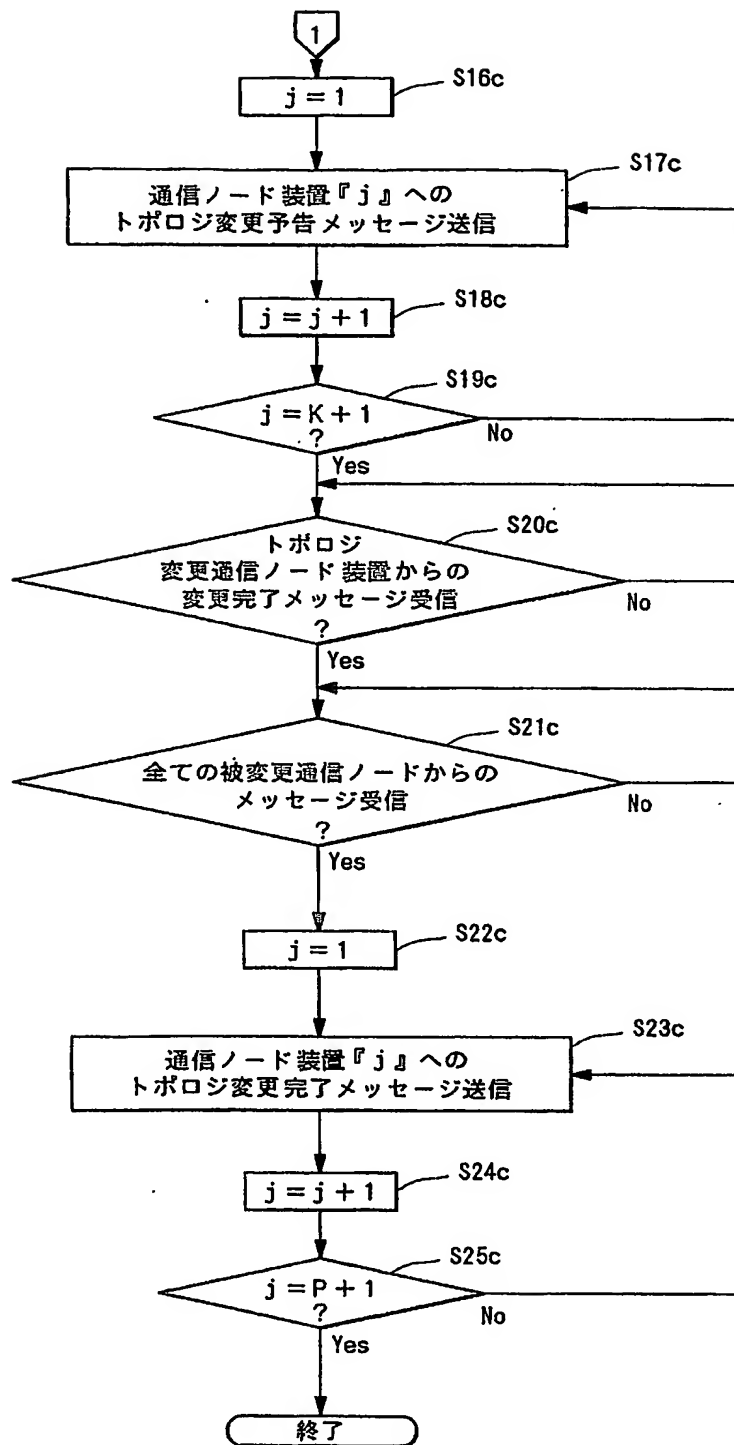 1
j=1
S16c
S17c
通信ノード装置『j』への
トポロジ変更予告メッセージ送信
S18c
j=j+1
S19c
j=K+1
?
No
Yes
S20c
トポロジ
変更通信ノード装置からの
変更完了メッセージ受信
?
No
Yes
S21c
全ての被変更通信ノードからの
メッセージ受信
?
No
Yes
S22c
j=1
S23c
通信ノード装置『j』への
トポロジ変更完了メッセージ送信
S24c
j=j+1
S25c
j=P+1
?
No
Yes
終了